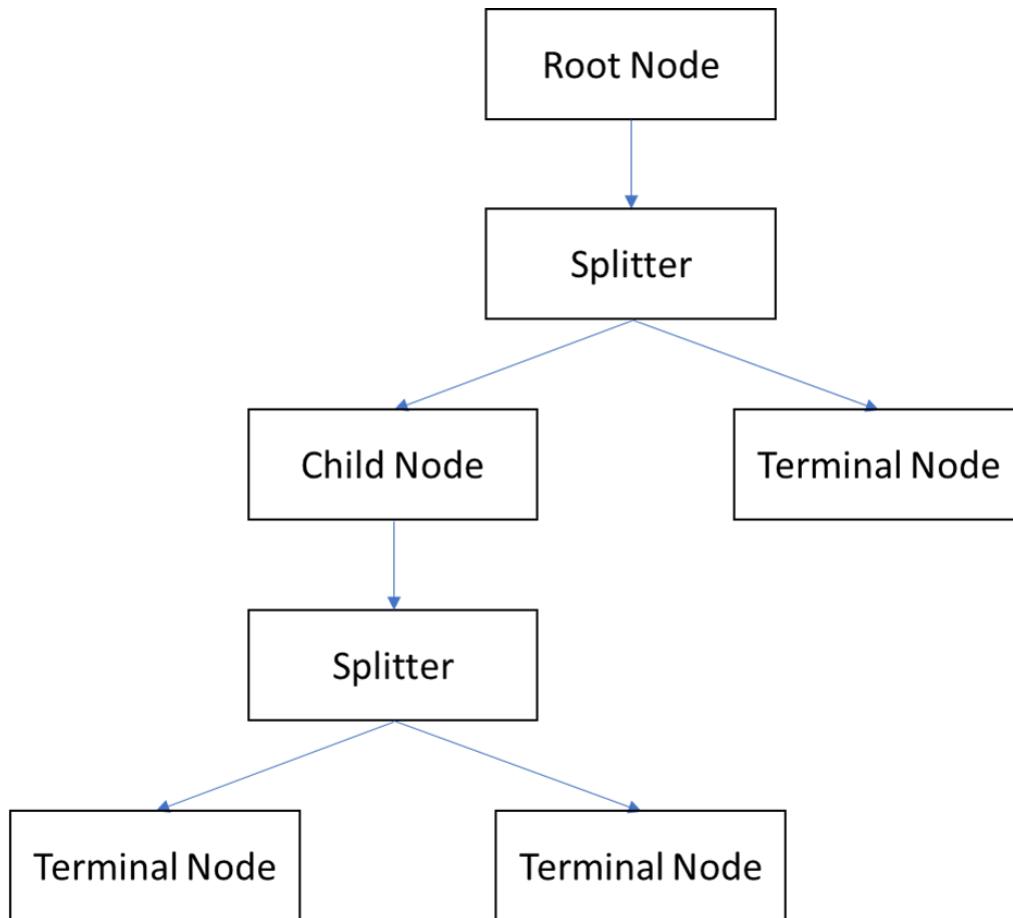 Root Node
Splitter
Child Node
Terminal Node
Splitter
Terminal Node
Terminal Node